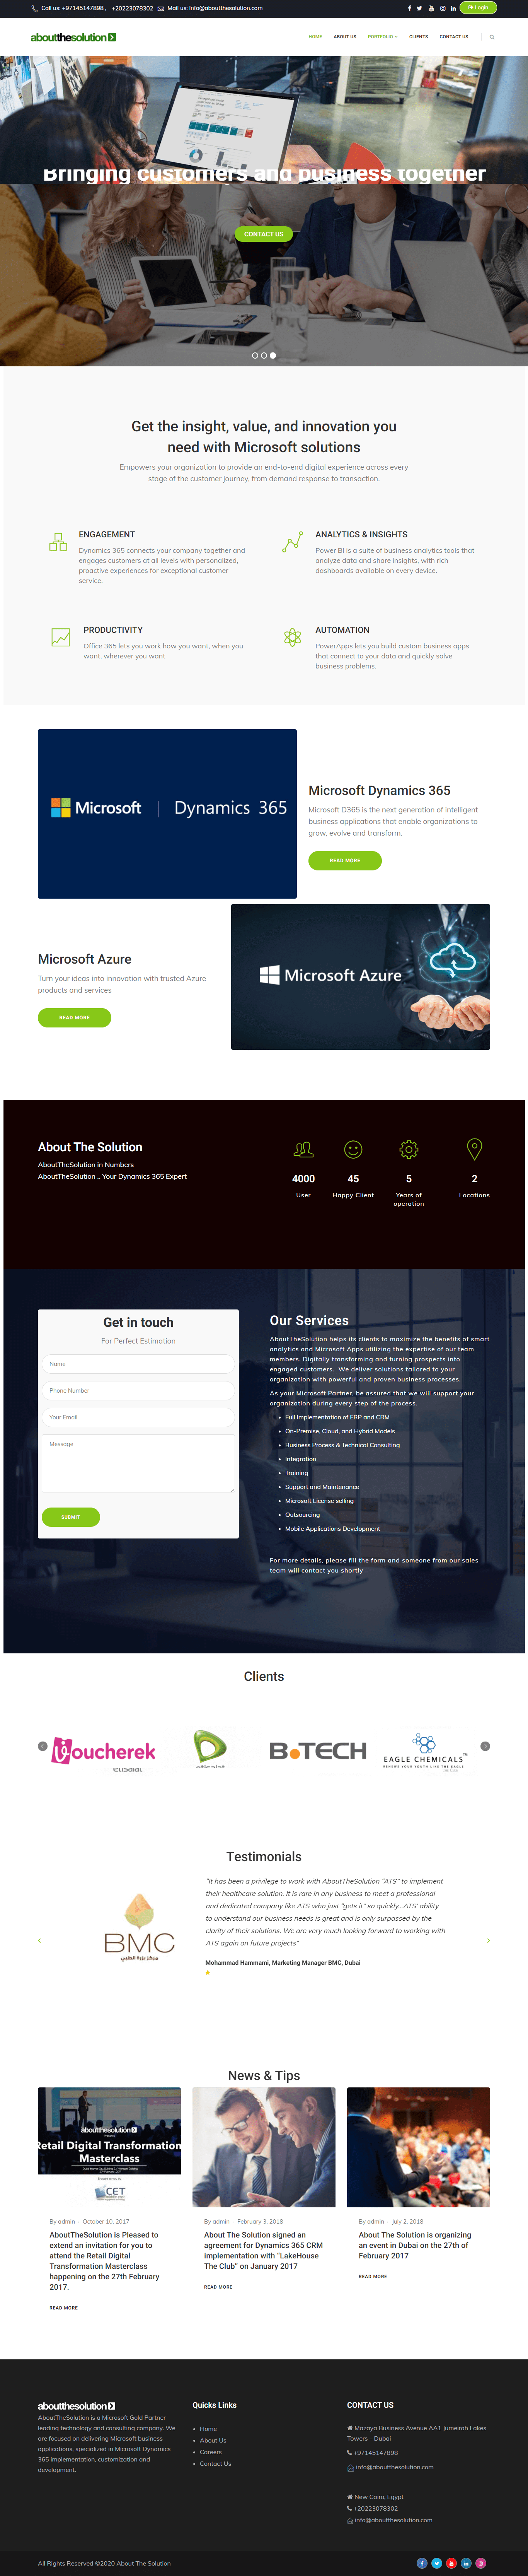 Call us: +97145147898 , +20223078302 Mail us: info@aboutthesolution.com
Login
aboutthesolution
HOME ABOUT US PORTFOLIO CLIENTS CONTACT US
Bringing customers and business together
CONTACT US
Get the insight, value, and innovation you
need with Microsoft solutions
Empowers your organization to provide an end-to-end digital experience across every
stage of the customer journey, from demand response to transaction.
ENGAGEMENT
Dynamics 365 connects your company together and
engages customers at all levels with personalized,
proactive experiences for exceptional customer
service.
ANALYTICS & INSIGHTS
Power BI is a suite of business analytics tools that
analyze data and share insights, with rich
dashboards available on every device.
PRODUCTIVITY
Office 365 lets you work how you want, when you
want, wherever you want
AUTOMATION
PowerApps lets you build custom business apps
that connect to your data and quickly solve
business problems.
Microsoft | Dynamics 365
Microsoft Dynamics 365
Microsoft D365 is the next generation of intelligent
business applications that enable organizations to
grow, evolve and transform.
READ MORE
Microsoft Azure
Turn your ideas into innovation with trusted Azure
products and services
READ MORE
Microsoft Azure
About The Solution
AboutTheSolution in Numbers
AboutTheSolution .. Your Dynamics 365 Expert
4000
User
45
Happy Client
5
Years of
operation
2
Locations
Get in touch
For Perfect Estimation
Name
Phone Number
Your Email
Message
SUBMIT
Our Services
AboutTheSolution helps its clients to maximize the benefits of smart
analytics and Microsoft Apps utilizing the expertise of our team
members. Digitally transforming and turning prospects into
engaged customers. We deliver solutions tailored to your
organization with powerful and proven business processes.
As your Microsoft Partner, be assured that we will support your
organization during every step of the process.
• Full Implementation of ERP and CRM
• On-Premise, Cloud, and Hybrid Models
• Business Process & Technical Consulting
• Integration
• Training
• Support and Maintenance
• Microsoft License selling
• Outsourcing
• Mobile Applications Development
For more details, please fill the form and someone from our sales
team will contact you shortly
Clients
Voucherek
B.TECH
EAGLE CHEMICALS TM
RENEWS YOUR YOUTH LIKE THE EAGLE
Testimonials
BMC
"It has been a privilege to work with AboutTheSolution "ATS" to implement
their healthcare solution. It is rare in any business to meet a professional
and dedicated company like ATS who just "gets it" so quickly...ATS' ability
to understand our business needs is great and is only surpassed by the
clarity of their solutions. We are very much looking forward to working with
ATS again on future projects"
Mohammad Hammami, Marketing Manager BMC, Dubai
News & Tips
aboutthesolution
Retail Digital Transformation
Masterclass
CET
By admin - October 10, 2017
AboutTheSolution is Pleased to
extend an invitation for you to
attend the Retail Digital
Transformation Masterclass
happening on the 27th February
2017.
READ MORE
By admin - February 3, 2018
About The Solution signed an
agreement for Dynamics 365 CRM
implementation with "LakeHouse
The Club" on January 2017
READ MORE
By admin - July 2, 2018
About The Solution is organizing
an event in Dubai on the 27th of
February 2017
READ MORE
aboutthesolution
AboutTheSolution is a Microsoft Gold Partner
leading technology and consulting company. We
are focused on delivering Microsoft business
applications, specialized in Microsoft Dynamics
365 implementation, customization and
development.
Quicks Links
• Home
• About Us
• Careers
• Contact Us
CONTACT US
Mazaya Business Avenue AA1 Jumeirah Lakes
Towers – Dubai
+97145147898
info@aboutthesolution.com
New Cairo, Egypt
+20223078302
info@aboutthesolution.com
All Rights Reserved ©2020 About The Solution